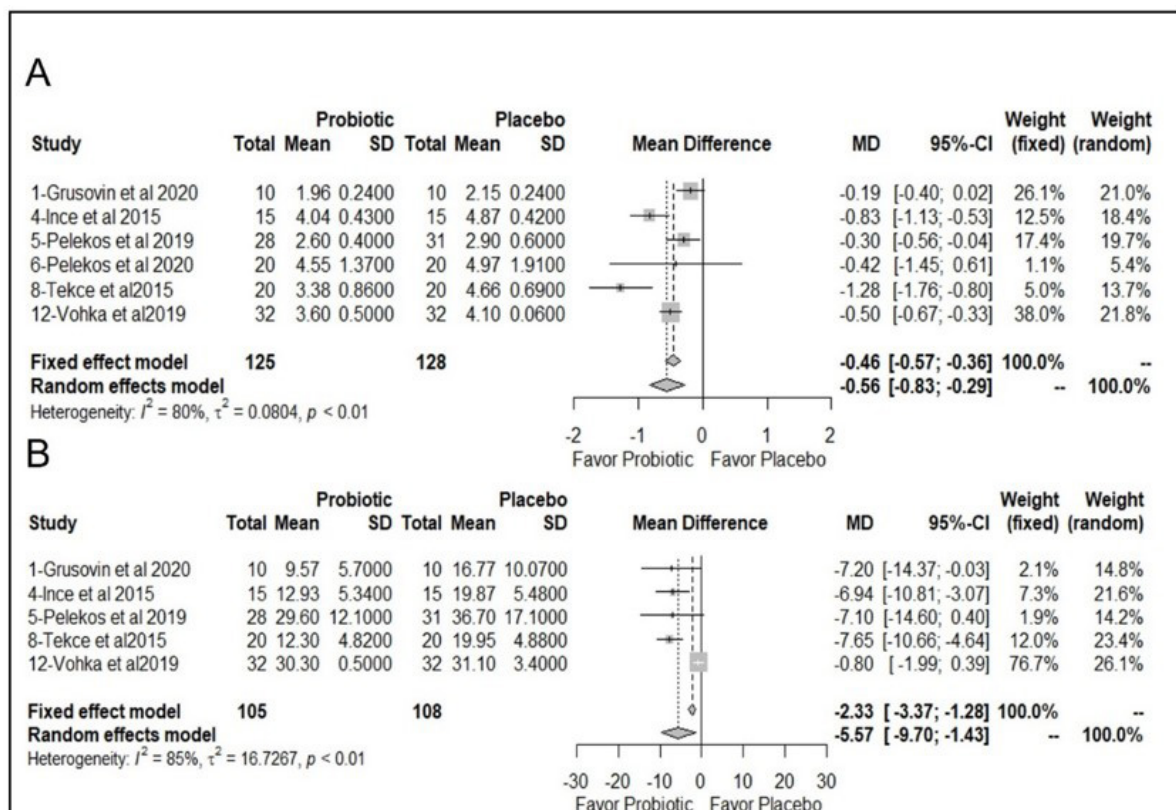 A
Probiotic Placebo Weight Weight
Study Total Mean SD Total Mean SD Mean Difference MD 95%-CI (fixed) (random)
1-Grusovin et al 2020 10 1.96 0.2400 10 2.15 0.2400 -0.19 [-0.40; 0.02] 26.1% 21.0%
4-Ince et al 2015 15 4.04 0.4300 15 4.87 0.4200 -0.83 [-1.13; -0.53] 12.5% 18.4%
5-Pelekos et al 2019 28 2.60 0.4000 31 2.90 0.6000 -0.30 [-0.56; -0.04] 17.4% 19.7%
6-Pelekos et al 2020 20 4.55 1.3700 20 4.97 1.9100 -0.42 [-1.45; 0.61] 1.1% 5.4%
8-Tekce et al2015 20 3.38 0.8600 20 4.66 0.6900 -1.28 [-1.76; -0.80] 5.0% 13.7%
12-Vohka et al2019 32 3.60 0.5000 32 4.10 0.0600 -0.50 [-0.67; -0.33] 38.0% 21.8%
Fixed effect model 125 128 -0.46 [-0.57; -0.36] 100.0% --
Random effects model -0.56 [-0.83; -0.29] -- 100.0%
Heterogeneity: I² = 80%, τ² = 0.0804, p < 0.01
-2 -1 0 1 2
Favor Probiotic Favor Placebo
B
Probiotic Placebo Weight Weight
Study Total Mean SD Total Mean SD Mean Difference MD 95%-CI (fixed) (random)
1-Grusovin et al 2020 10 9.57 5.7000 10 16.77 10.0700 -7.20 [-14.37; -0.03] 2.1% 14.8%
4-Ince et al 2015 15 12.93 5.3400 15 19.87 5.4800 -6.94 [-10.81; -3.07] 7.3% 21.6%
5-Pelekos et al 2019 28 29.60 12.1000 31 36.70 17.1000 -7.10 [-14.60; 0.40] 1.9% 14.2%
8-Tekce et al2015 20 12.30 4.8200 20 19.95 4.8800 -7.65 [-10.66; -4.64] 12.0% 23.4%
12-Vohka et al2019 32 30.30 0.5000 32 31.10 3.4000 -0.80 [ -1.99; 0.39] 76.7% 26.1%
Fixed effect model 105 108 -2.33 [ -3.37; -1.28] 100.0% --
Random effects model -5.57 [ -9.70; -1.43] -- 100.0%
Heterogeneity: I² = 85%, τ² = 16.7267, p < 0.01
-30 -20 -10 0 10 20 30
Favor Probiotic Favor Placebo